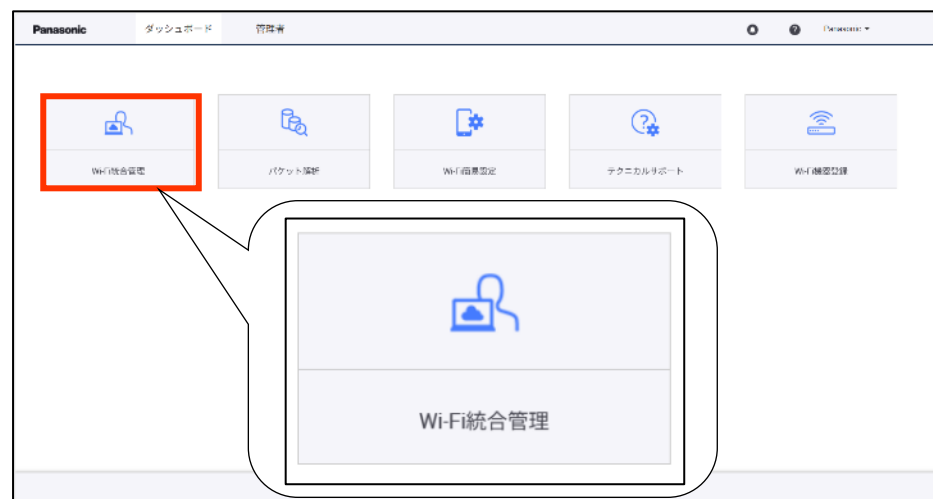 Panasonic
ダッシュボード
管理者
Panasonic
Wi-Fi統合管理
パケット解析
Wi-Fi簡易設定
テクニカルサポート
Wi-Fi機器登録
Wi-Fi統合管理